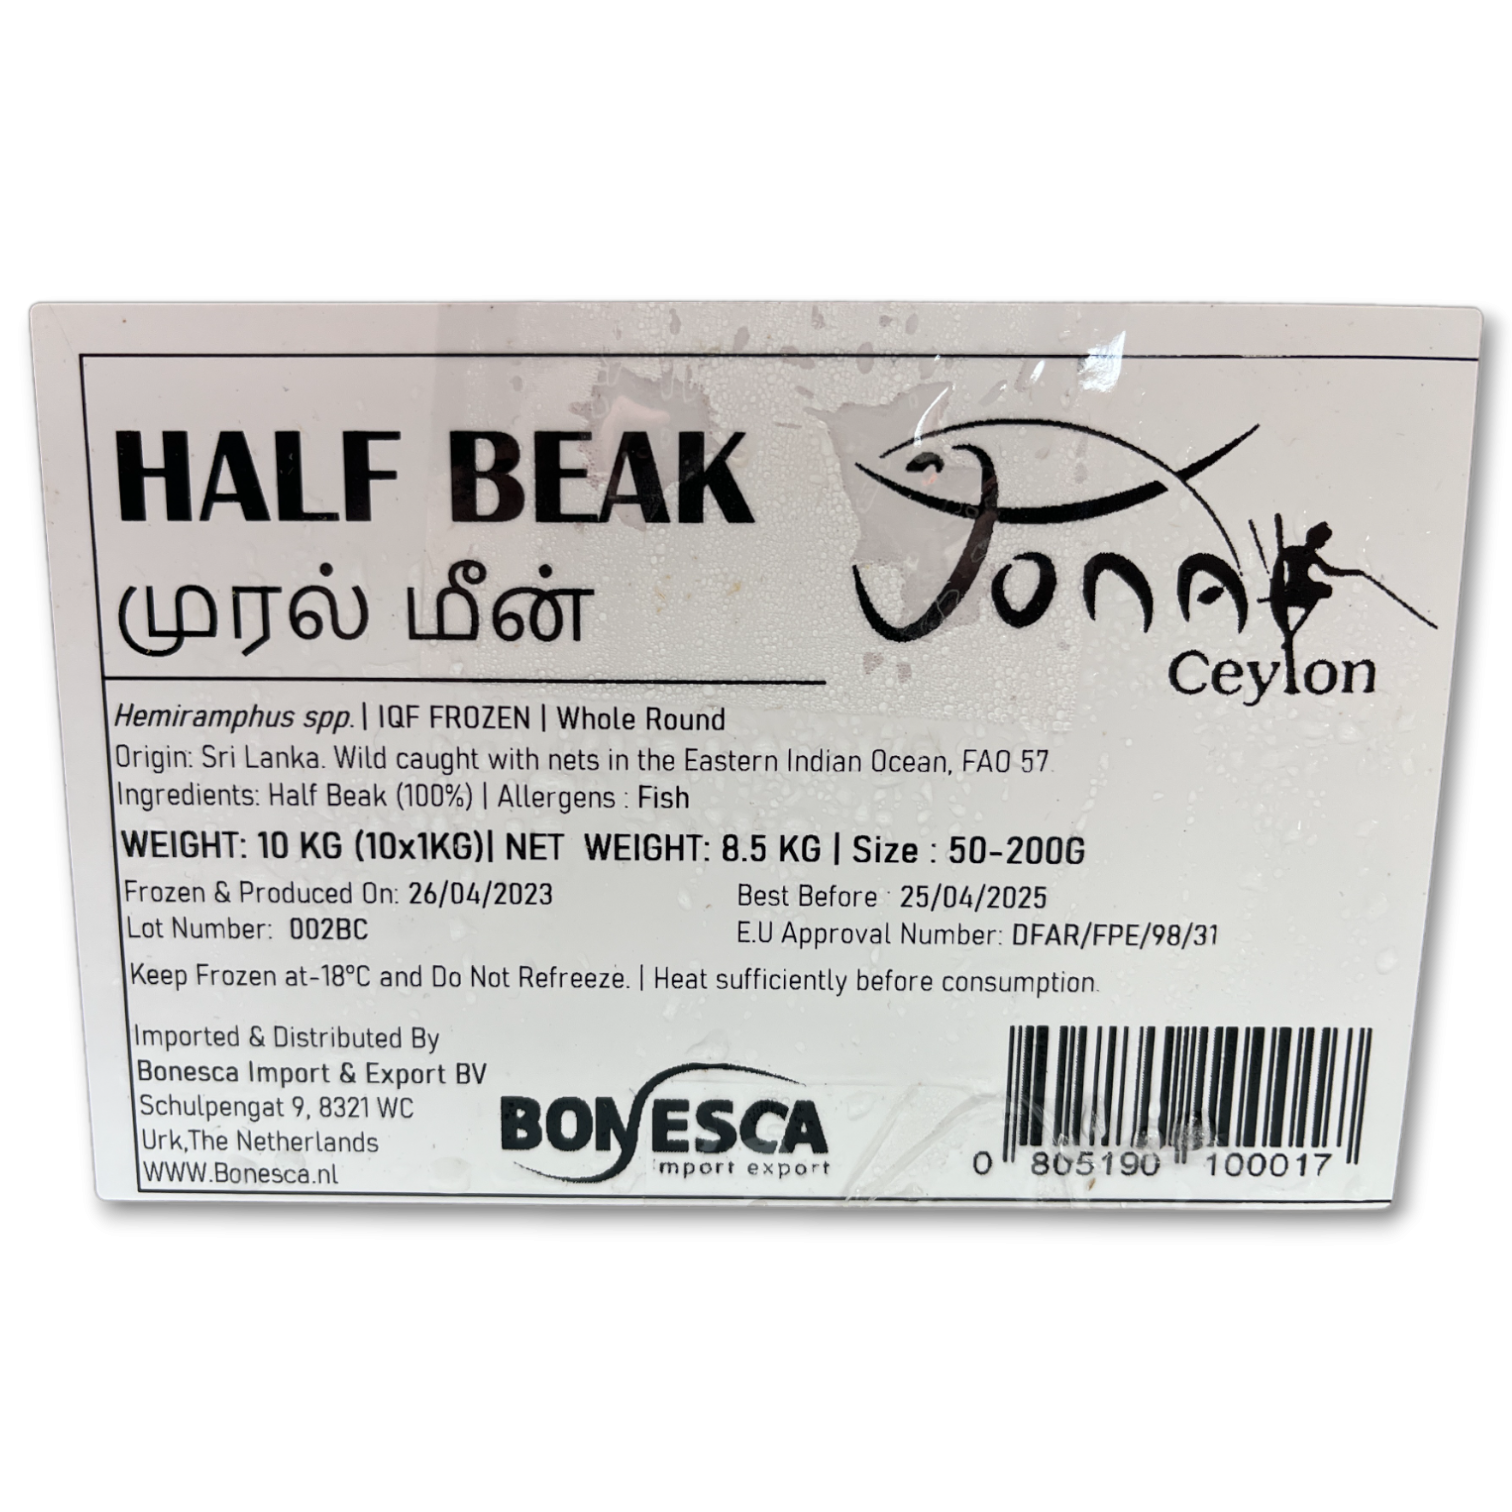 HALF BEAK
முரல் மீன்
Jona
Ceylon
Hemiramphus spp. | IQF FROZEN | Whole Round
Origin: Sri Lanka. Wild caught with nets in the Eastern Indian Ocean, FAO 57.
Ingredients: Half Beak (100%) | Allergens : Fish
WEIGHT: 10 KG (10x1KG)| NET WEIGHT: 8.5 KG | Size : 50-200G
Frozen & Produced On: 26/04/2023 Best Before : 25/04/2025
Lot Number: 002BC E.U Approval Number: DFAR/FPE/98/31
Keep Frozen at-18°C and Do Not Refreeze. | Heat sufficiently before consumption.
Imported & Distributed By
Bonesca Import & Export BV
Schulpengat 9, 8321 WC
Urk,The Netherlands
WWW.Bonesca.nl
BONESCA
import export
0 805190 100017